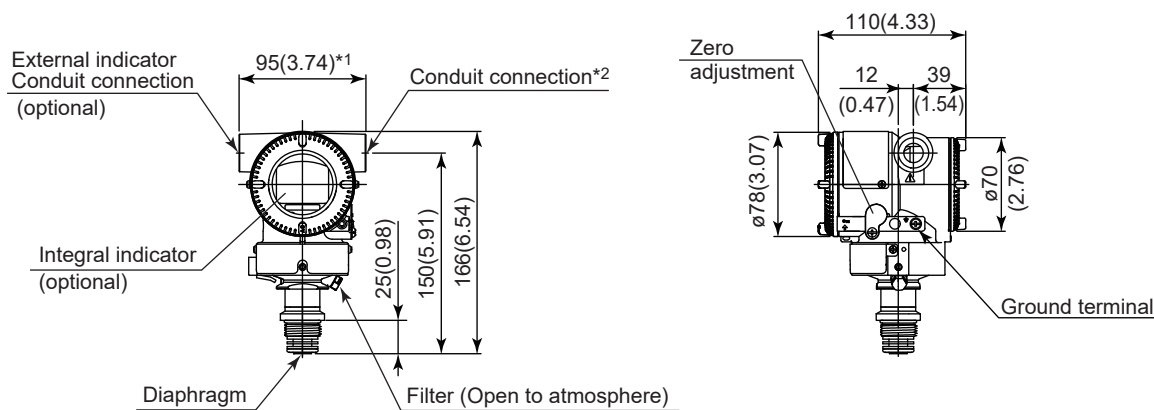 External indicator
Conduit connection
(optional)
95(3.74)*1
Conduit connection*2
Integral indicator
(optional)
25(0.98)
150(5.91)
166(6.54)
Diaphragm
Filter (Open to atmosphere)
110(4.33)
Zero
adjustment
12
(0.47)
39
(1.54)
ø78(3.07)
ø70
(2.76)
Ground terminal